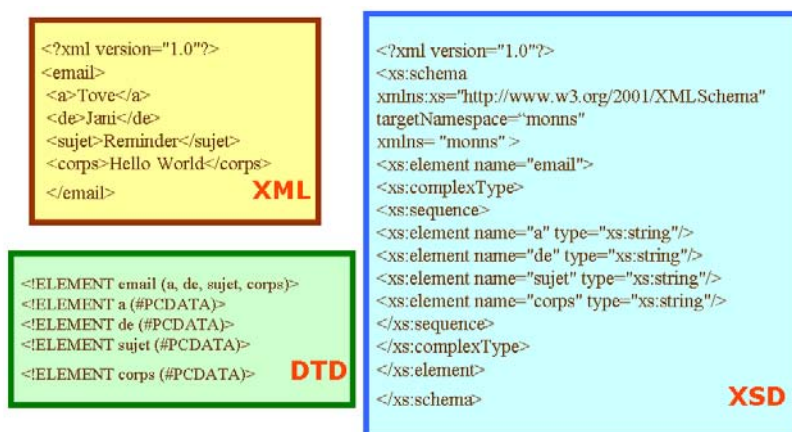 <?xml version="1.0"?>
<email>
<a>Tove</a>
<de>Jani</de>
<sujet>Reminder</sujet>
<corps>Hello World</corps>
</email>
XML
<!ELEMENT email (a, de, sujet, corps)>
<!ELEMENT a (#PCDATA)>
<!ELEMENT de (#PCDATA)>
<!ELEMENT sujet (#PCDATA)>
<!ELEMENT corps (#PCDATA)>
DTD
<?xml version="1.0"?>
<xs:schema
xmlns:xs="http://www.w3.org/2001/XMLSchema"
targetNamespace=“monns"
xmlns= "monns" >
<xs:element name="email">
<xs:complexType>
<xs:sequence>
<xs:element name="a" type="xs:string"/>
<xs:element name="de" type="xs:string"/>
<xs:element name="sujet" type="xs:string"/>
<xs:element name="corps" type="xs:string"/>
</xs:sequence>
</xs:complexType>
</xs:element>
</xs:schema>
XSD